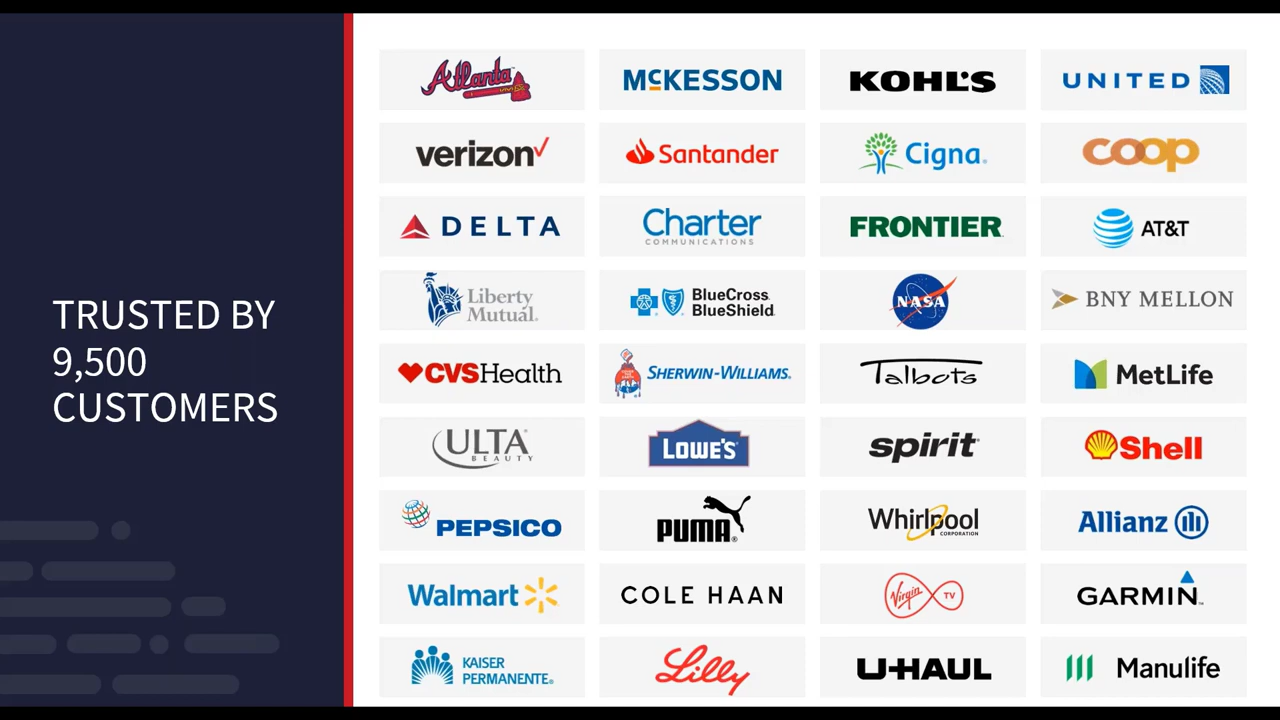 TRUSTED BY
9,500
CUSTOMERS
Atlanta
MCKESSON
KOHL'S
UNITED
verizon
Santander
Cigna
coop
DELTA
Charter
COMMUNICATIONS
FRONTIER
AT&T
Liberty
Mutual
BlueCross
BlueShield
NASA
BNY MELLON
CVSHealth
SHERWIN-WILLIAMS
Talbots
MetLife
ULTA
BEAUTY
LOWE'S
spirit
Shell
PEPSICO
PUMA
Whirlpool
CORPORATION
Allianz
Walmart
COLE HAAN
Virgin TV
GARMIN
KAISER
PERMANENTE
Lilly
U-HAUL
Manulife